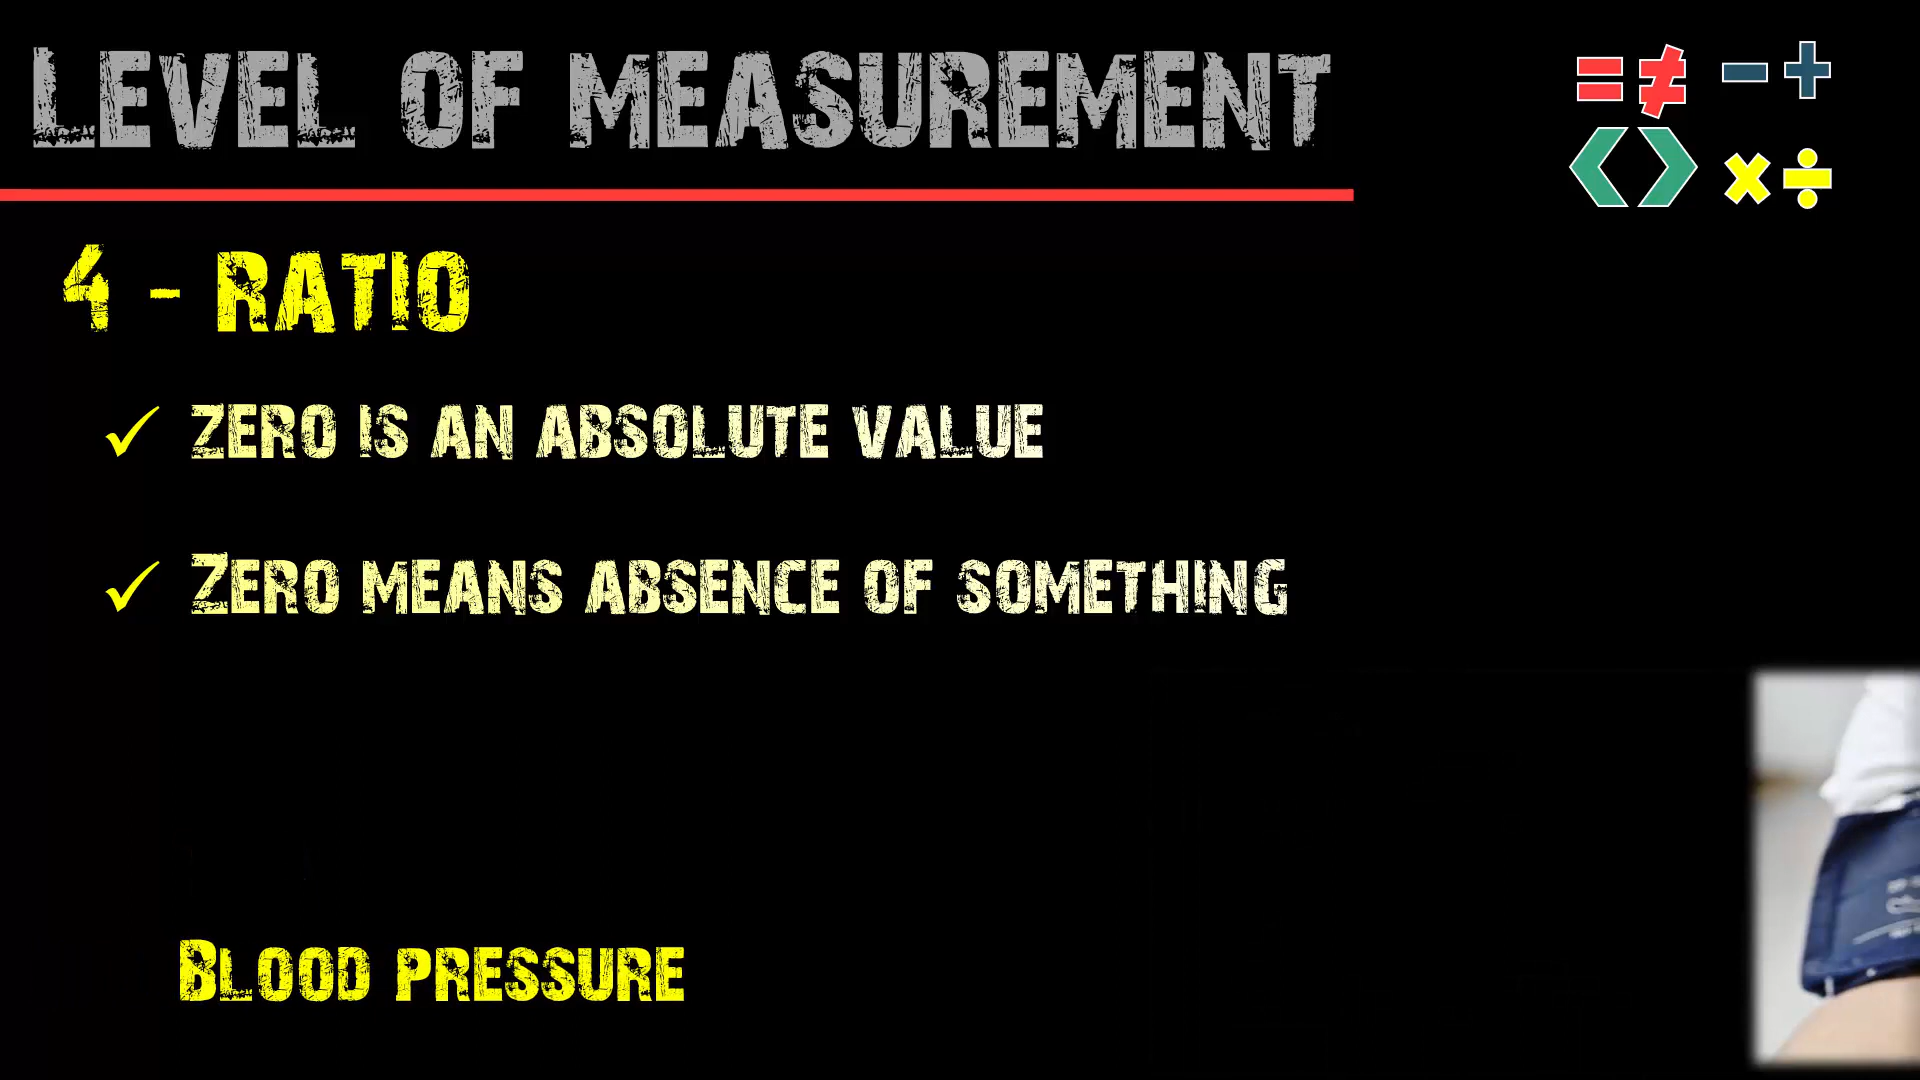 Level of measurement
= ≠ - +
< > × ÷
4 - Ratio
✓ zero is an absolute value
✓ Zero means absence of something
Blood pressure